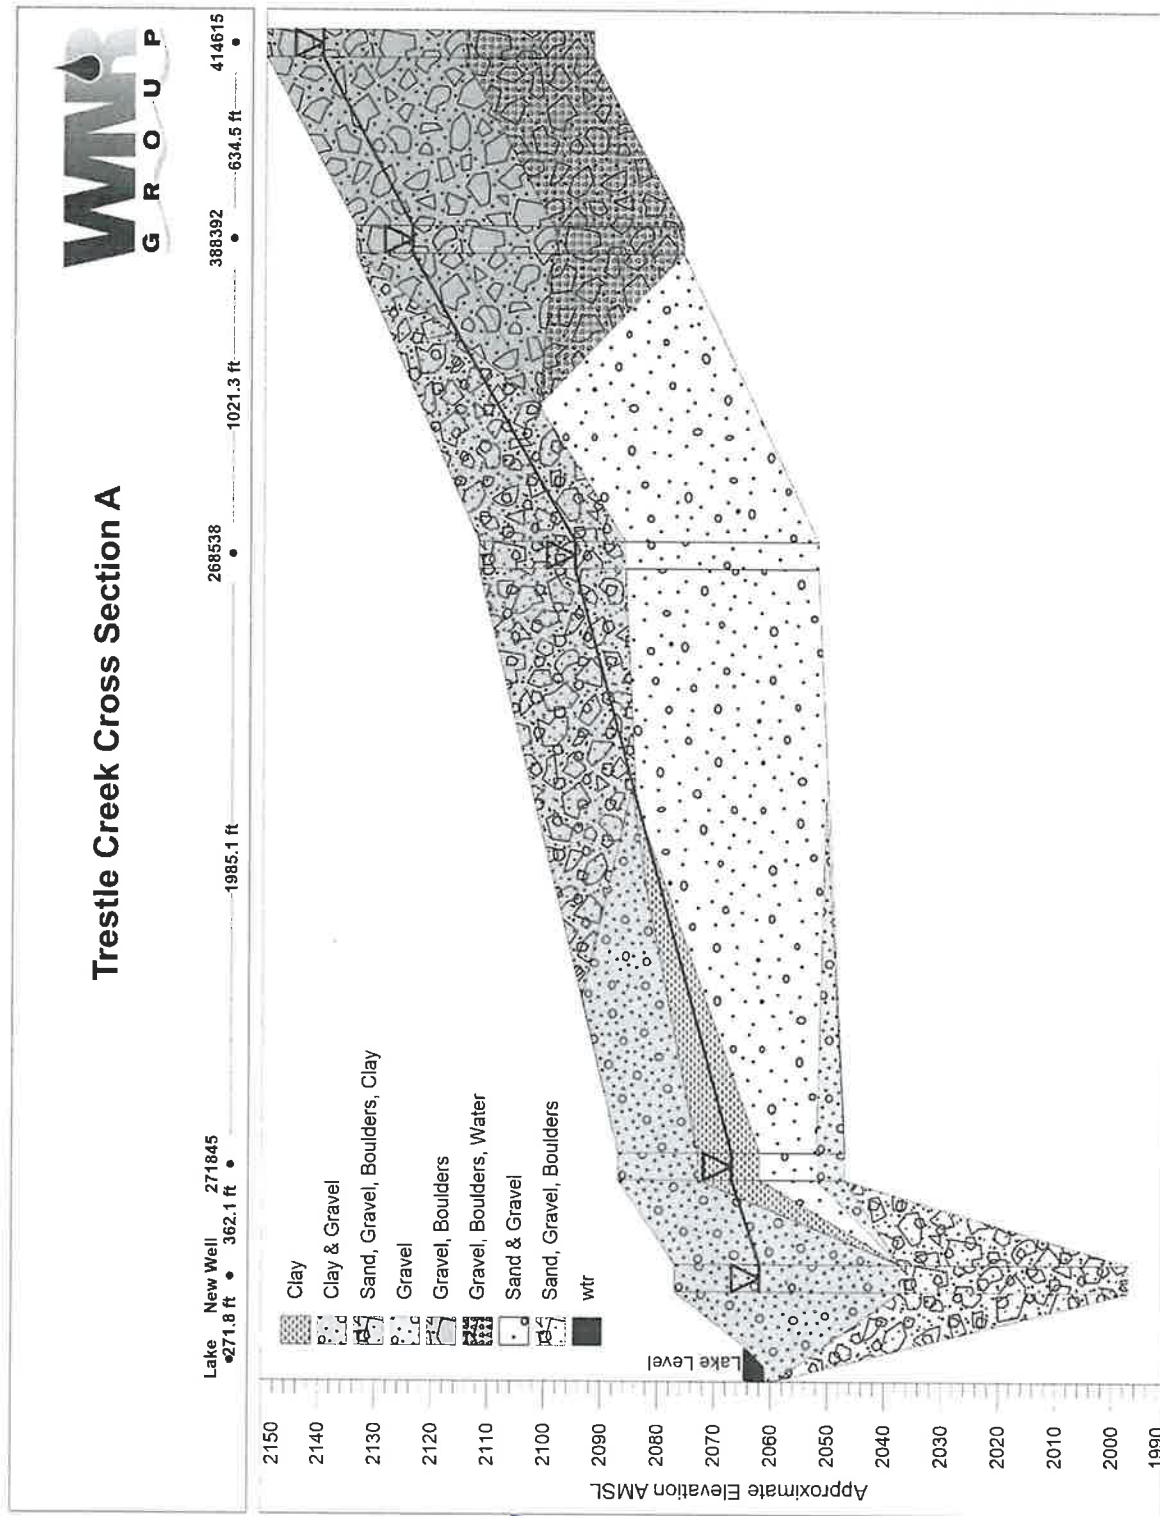 Trestle Creek Cross Section A
WNR
GROUP
Lake New Well 271845 268538 388392 414615
271.8 ft 362.1 ft 1985.1 ft 1021.3 ft 634.5 ft
Clay
Clay & Gravel
Sand, Gravel, Boulders, Clay
Gravel
Gravel, Boulders
Gravel, Boulders, Water
Sand & Gravel
Sand, Gravel, Boulders
wtr
Lake Level
Approximate Elevation AMSL
2150
2140
2130
2120
2110
2100
2090
2080
2070
2060
2050
2040
2030
2020
2010
2000
1990